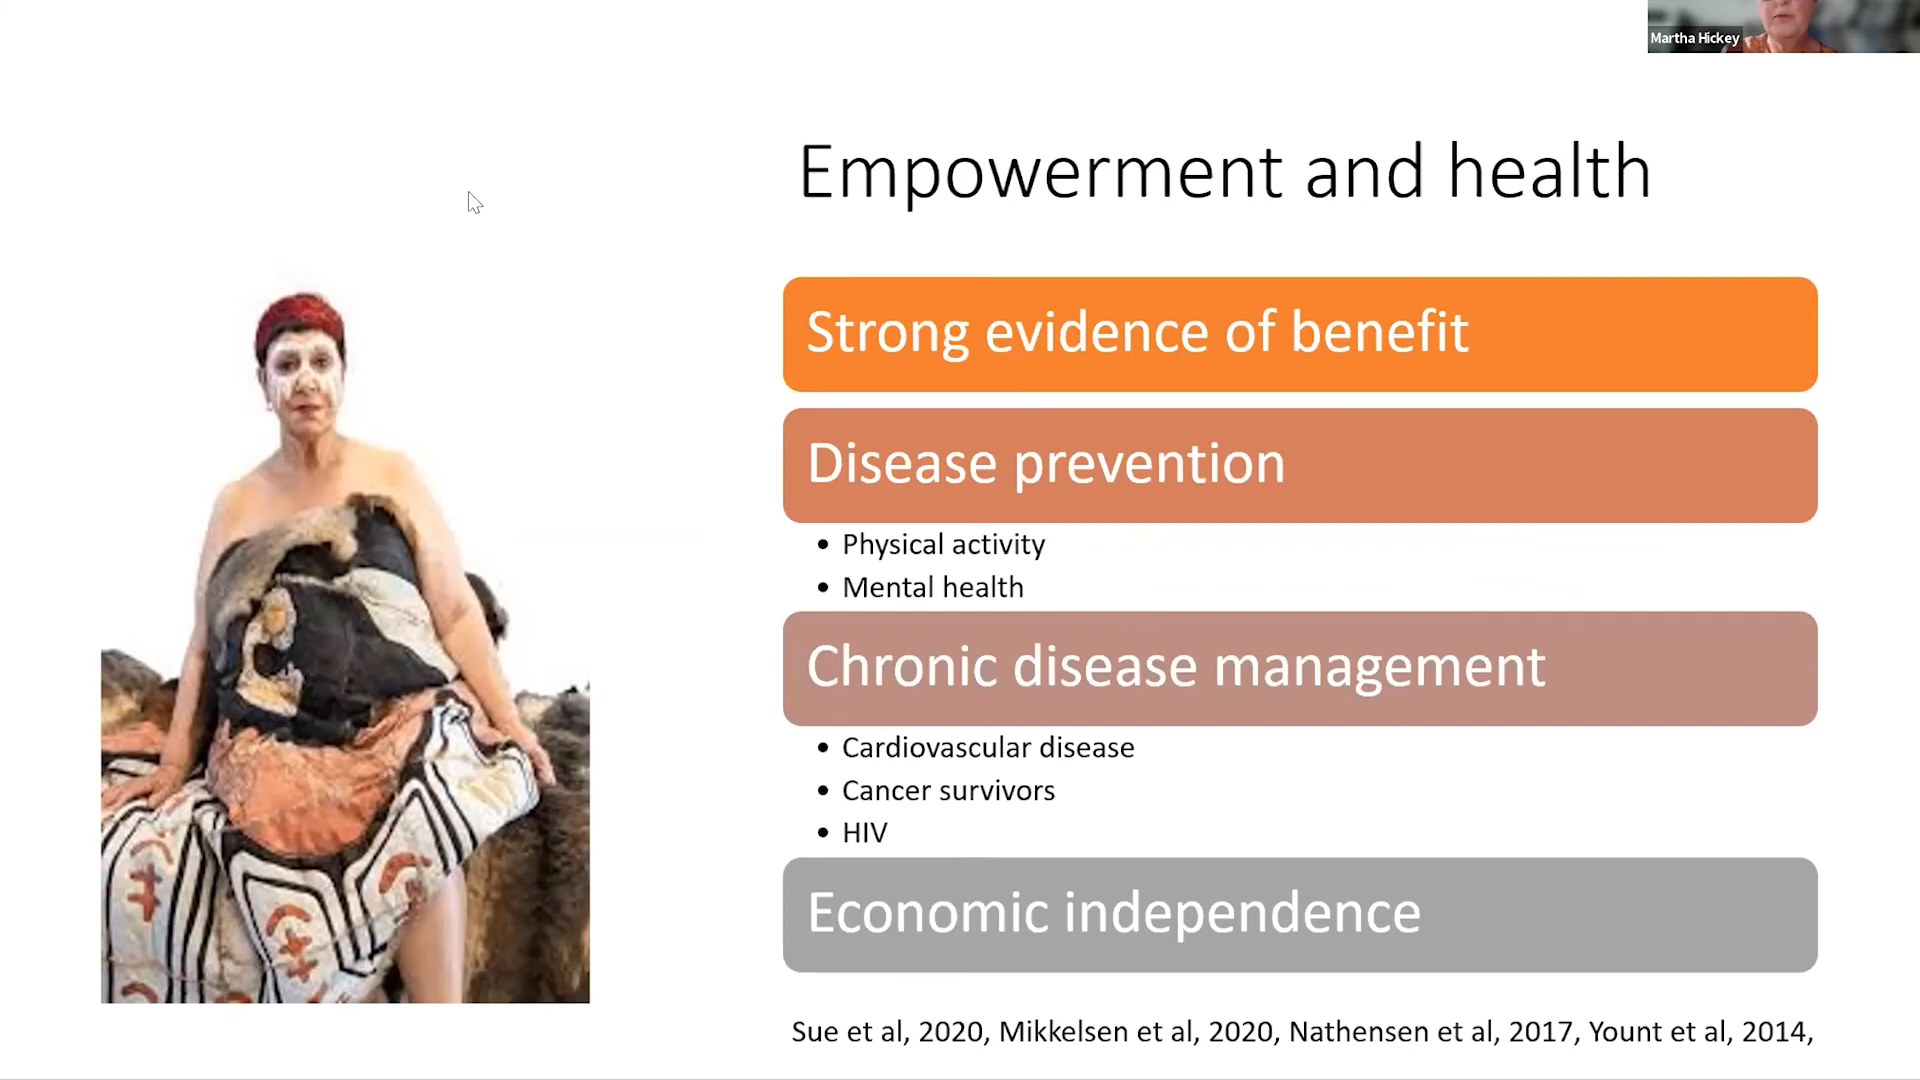 Martha Hickey
Empowerment and health
Strong evidence of benefit
Disease prevention
• Physical activity
• Mental health
Chronic disease management
• Cardiovascular disease
• Cancer survivors
• HIV
Economic independence
Sue et al, 2020, Mikkelsen et al, 2020, Nathensen et al, 2017, Yount et al, 2014,